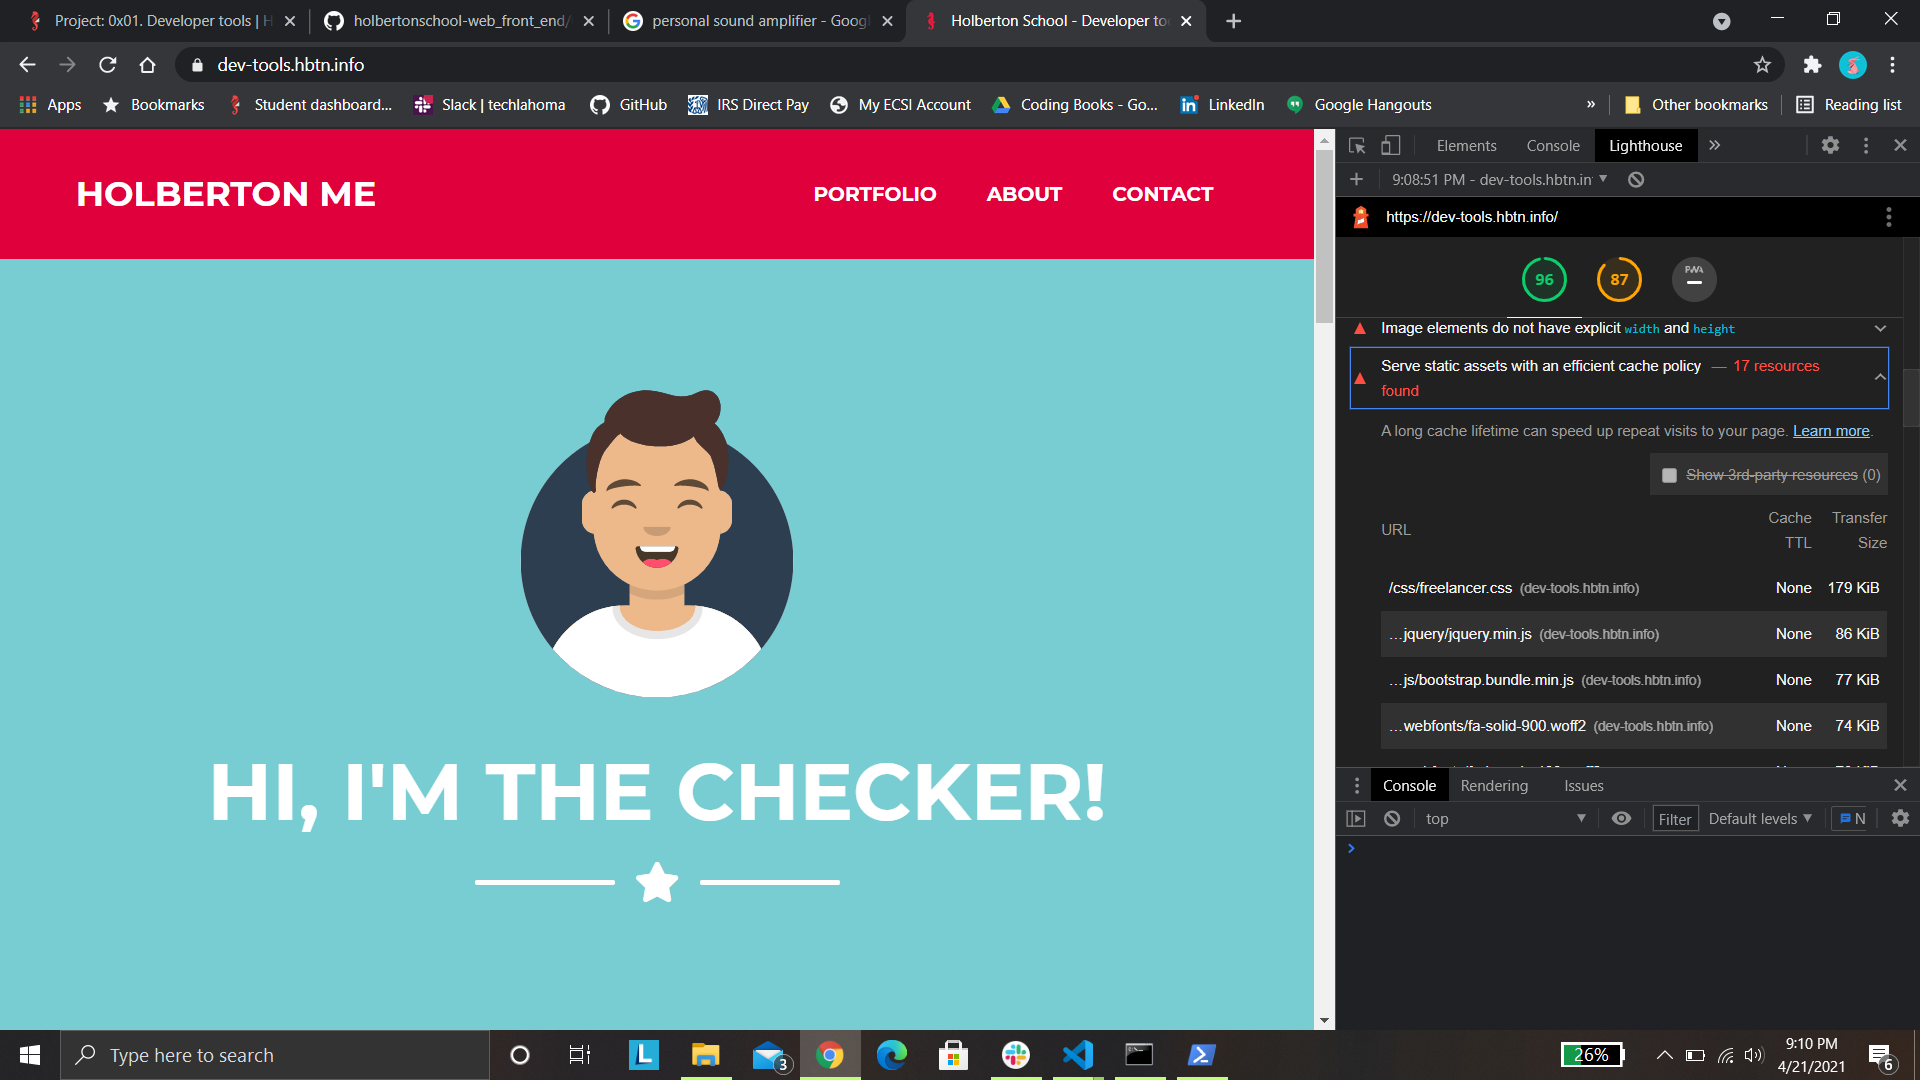 Project: 0x01. Developer tools | H
holbertonschool-web_front_end/
personal sound amplifier - Goog
Holberton School - Developer to
dev-tools.hbtn.info
Apps
Bookmarks
Student dashboard...
Slack | techlahoma
GitHub
IRS Direct Pay
My ECSI Account
Coding Books - Go...
LinkedIn
Google Hangouts
»
Other bookmarks
Reading list
HOLBERTON ME
PORTFOLIO
ABOUT
CONTACT
HI, I'M THE CHECKER!
Elements
Console
Lighthouse
9:08:51 PM - dev-tools.hbtn.in
https://dev-tools.hbtn.info/
96
87
PWA
Image elements do not have explicit width and height
Serve static assets with an efficient cache policy — 17 resources
found
A long cache lifetime can speed up repeat visits to your page. Learn more.
Show 3rd-party resources (0)
URL
Cache
TTL
Transfer
Size
/css/freelancer.css (dev-tools.hbtn.info) None 179 KiB
…jquery/jquery.min.js (dev-tools.hbtn.info) None 86 KiB
…js/bootstrap.bundle.min.js (dev-tools.hbtn.info) None 77 KiB
…webfonts/fa-solid-900.woff2 (dev-tools.hbtn.info) None 74 KiB
Console
Rendering
Issues
top
Filter
Default levels
N
Type here to search
L
3
26%
9:10 PM
4/21/2021
6